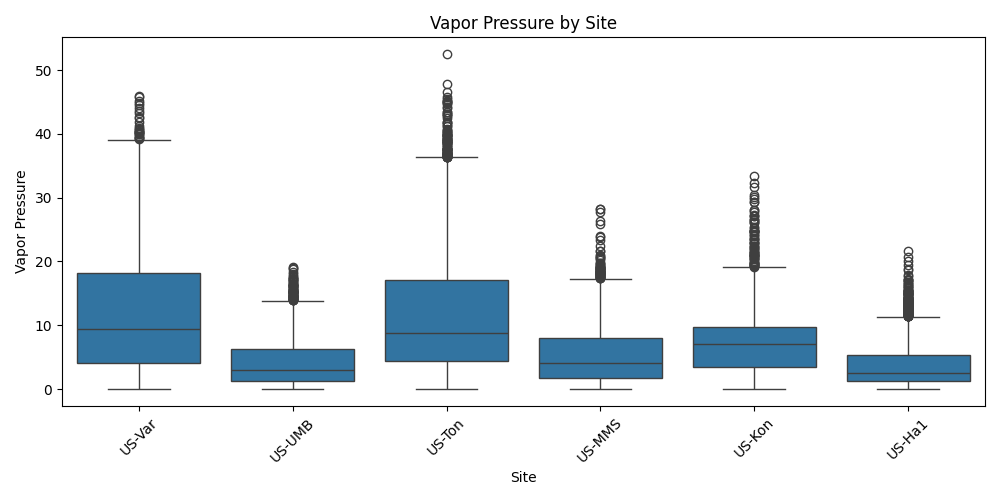 Vapor Pressure by Site
Vapor Pressure
50
40
30
20
10
0
US-Var
US-UMB
US-Ton
US-MMS
US-Kon
US-Ha1
Site